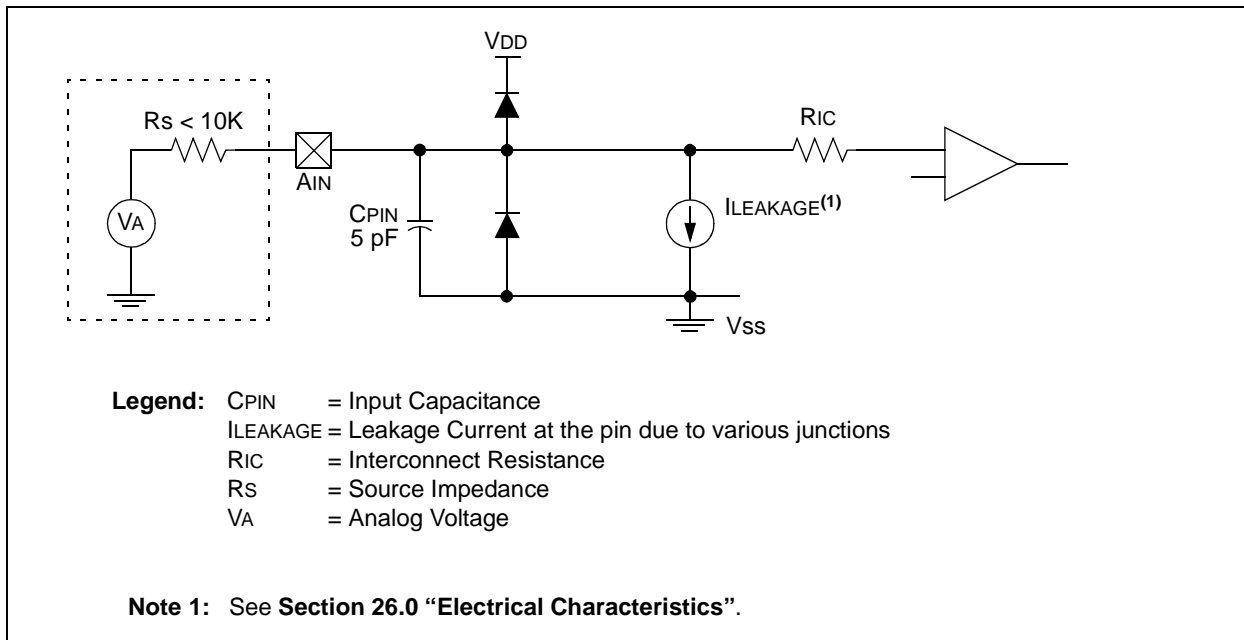 VDD
Rs < 10K
RIC
AIN
VA
CPIN
5 pF
ILEAKAGE(1)
Vss
Legend: CPIN = Input Capacitance
ILEAKAGE = Leakage Current at the pin due to various junctions
RIC = Interconnect Resistance
RS = Source Impedance
VA = Analog Voltage
Note 1: See Section 26.0 “Electrical Characteristics”.